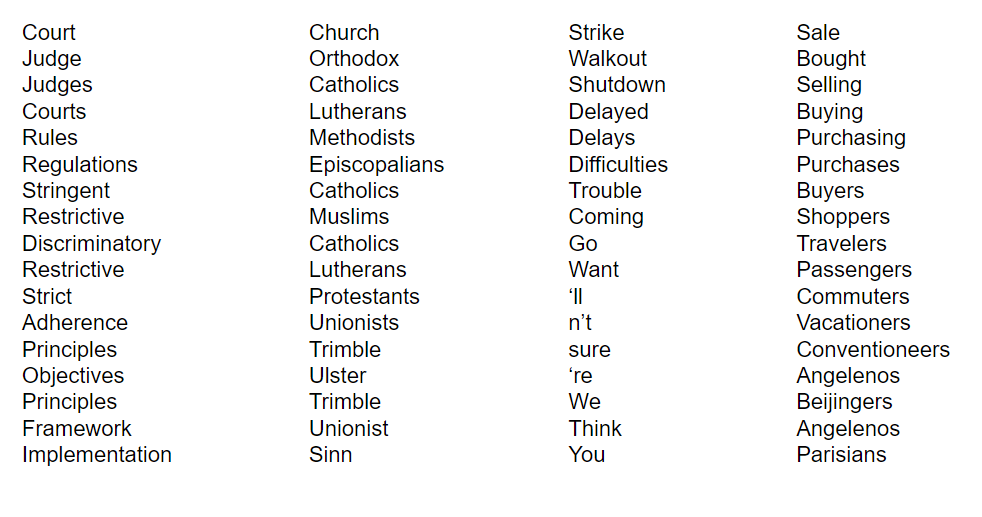 Court Church Strike Sale
Judge Orthodox Walkout Bought
Judges Catholics Shutdown Selling
Courts Lutherans Delayed Buying
Rules Methodists Delays Purchasing
Regulations Episcopalians Difficulties Purchases
Stringent Catholics Trouble Buyers
Restrictive Muslims Coming Shoppers
Discriminatory Catholics Go Travelers
Restrictive Lutherans Want Passengers
Strict Protestants ‘ll Commuters
Adherence Unionists n’t Vacationers
Principles Trimble sure Conventioneers
Objectives Ulster ‘re Angelenos
Principles Trimble We Beijingers
Framework Unionist Think Angelenos
Implementation Sinn You Parisians